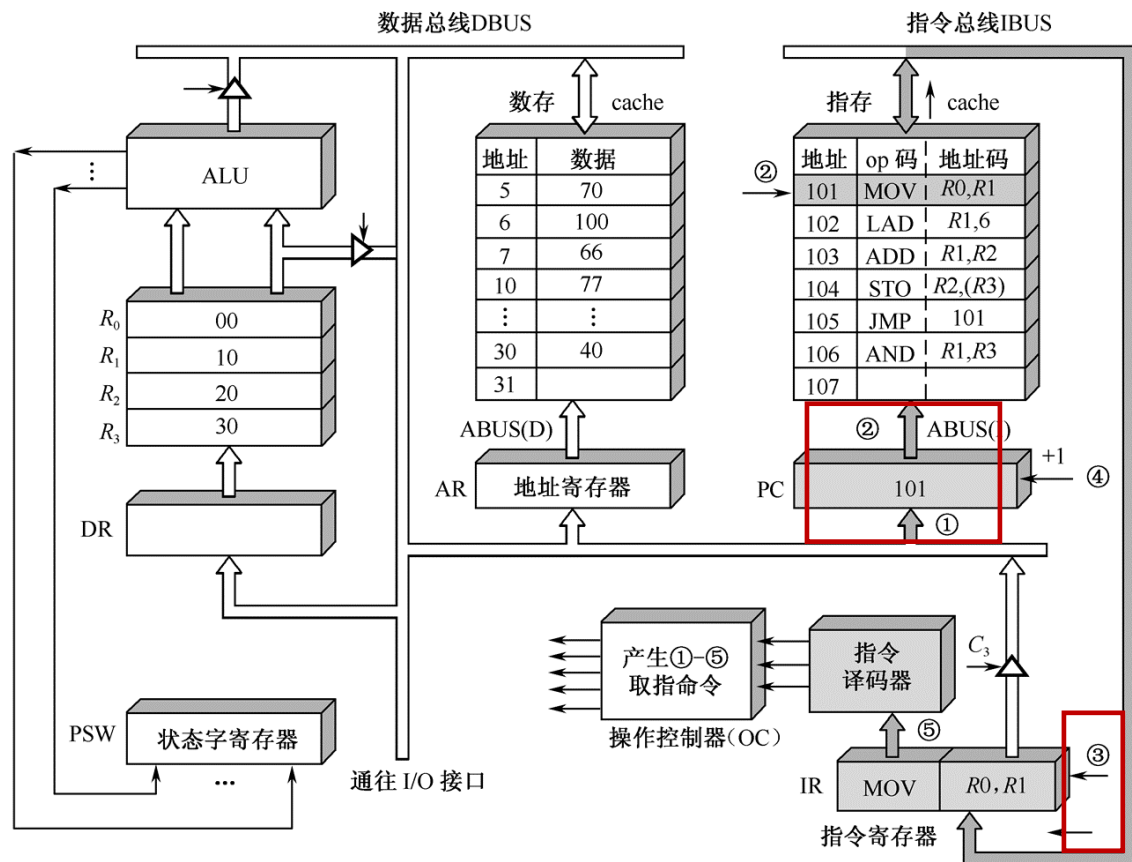 数据总线DBUS
指令总线IBUS
数存 cache
指存 cache
ALU
⋮
地址 数据
5 70
6 100
7 66
10 77
⋮ ⋮
30 40
31
②
地址 op 码 地址码
101 MOV R0,R1
102 LAD R1,6
103 ADD R1,R2
104 STO R2,(R3)
105 JMP 101
106 AND R1,R3
107
R₀ 00
R₁ 10
R₂ 20
R₃ 30
ABUS(D)
② ABUS(I)
AR 地址寄存器
PC 101
+1
④
①
DR
产生①-⑤
取指命令
操作控制器(OC)
指令
译码器
C₃
⑤
③
PSW 状态字寄存器
...
通往 I/O 接口
IR MOV R0,R1
指令寄存器